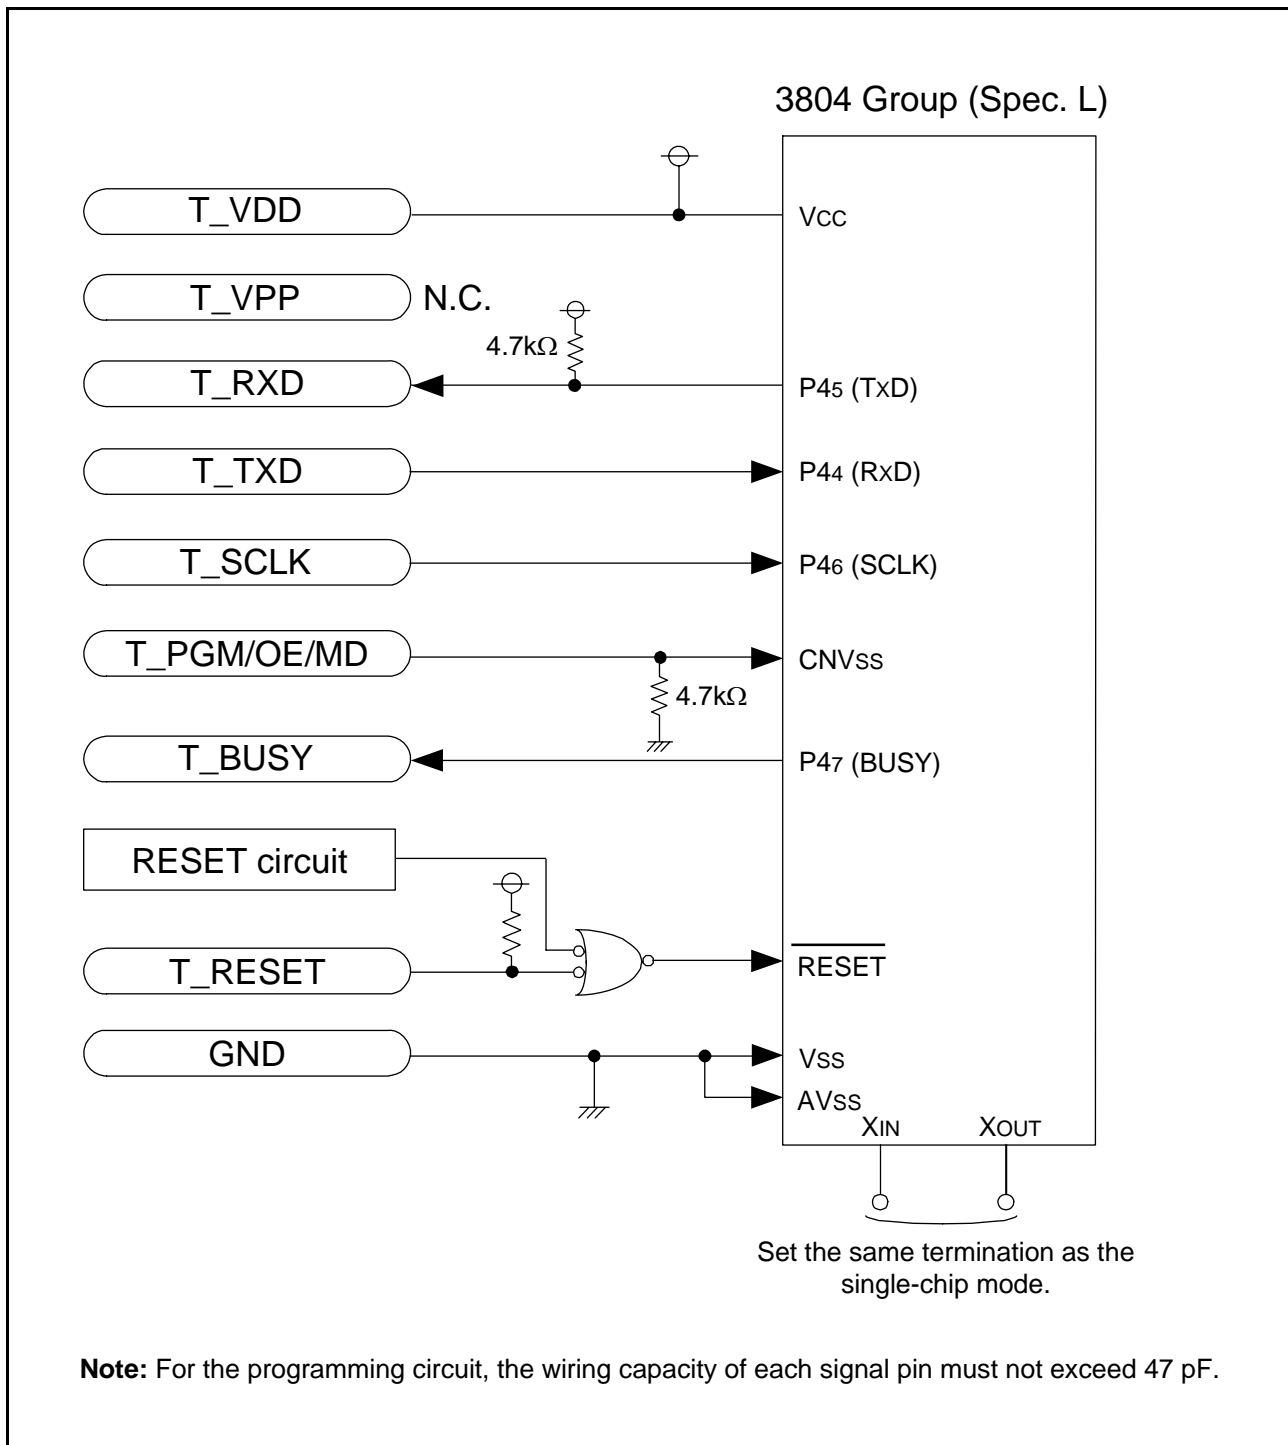 3804 Group (Spec. L)
T_VDD
VCC
T_VPP
N.C.
4.7kΩ
T_RXD
P45 (TXD)
T_TXD
P44 (RXD)
T_SCLK
P46 (SCLK)
T_PGM/OE/MD
CNVSS
4.7kΩ
T_BUSY
P47 (BUSY)
RESET circuit
T_RESET
RESET
GND
VSS
AVSS
XIN
XOUT
Set the same termination as the
single-chip mode.
Note: For the programming circuit, the wiring capacity of each signal pin must not exceed 47 pF.